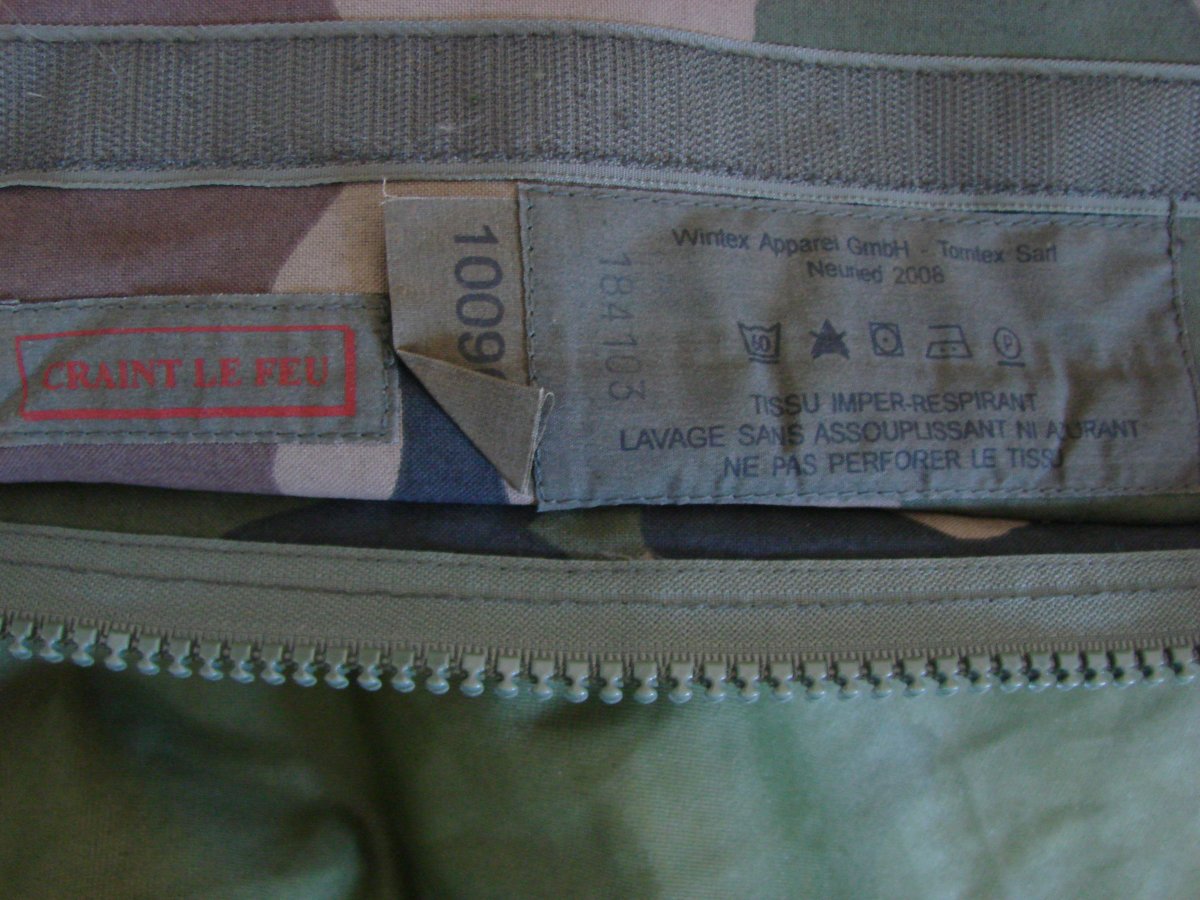 CRAINT LE FEU
1009
Wintex Apparel GmbH - Tomtex Sarl
Neuried 2008
1841103
TISSU IMPER-RESPIRANT
LAVAGE SANS ASSOUPLISSANT NI AZURANT
NE PAS PERFORER LE TISSU